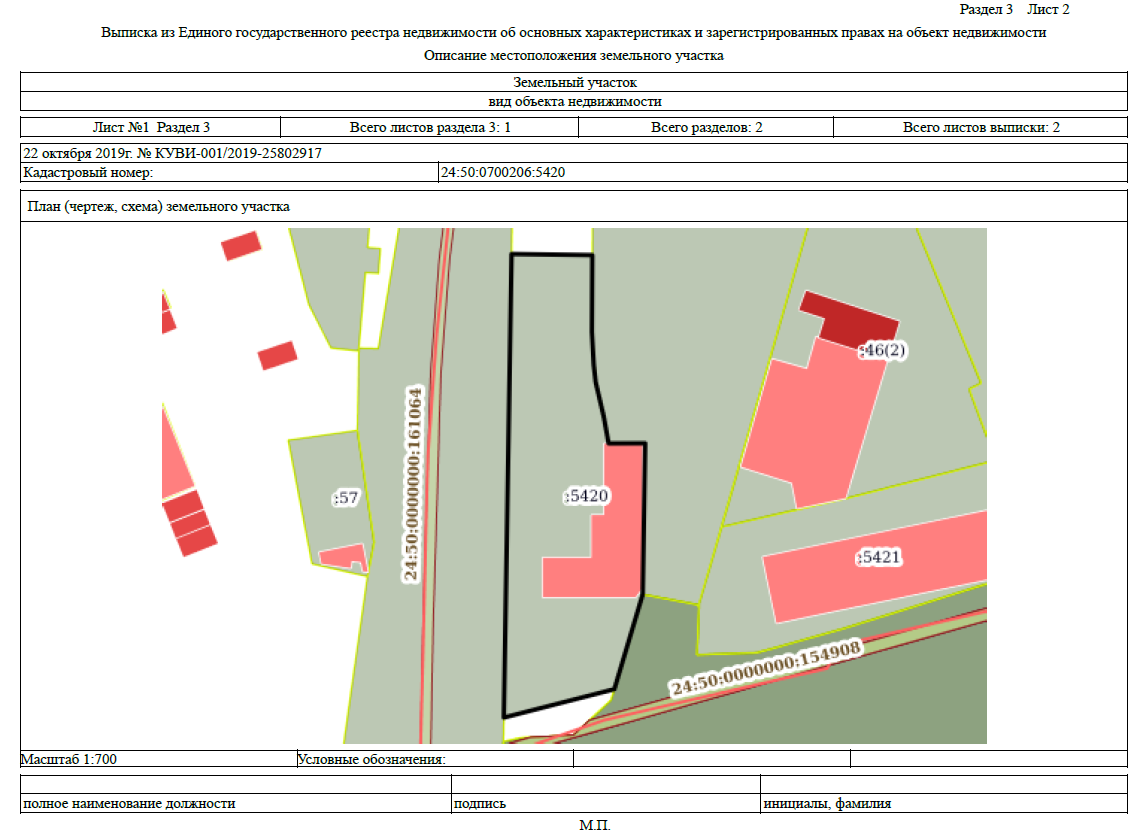 Раздел 3 Лист 2
Выписка из Единого государственного реестра недвижимости об основных характеристиках и зарегистрированных правах на объект недвижимости
Описание местоположения земельного участка
Земельный участок
вид объекта недвижимости
Лист №1 Раздел 3 Всего листов раздела 3: 1 Всего разделов: 2 Всего листов выписки: 2
22 октября 2019г. № КУВИ-001/2019-25802917
Кадастровый номер: 24:50:0700206:5420
План (чертеж, схема) земельного участка
:46(2)
24:50:0000000:161064
:57
:5420
:5421
24:50:0000000:154908
Масштаб 1:700 Условные обозначения:
полное наименование должности подпись инициалы, фамилия
М.П.